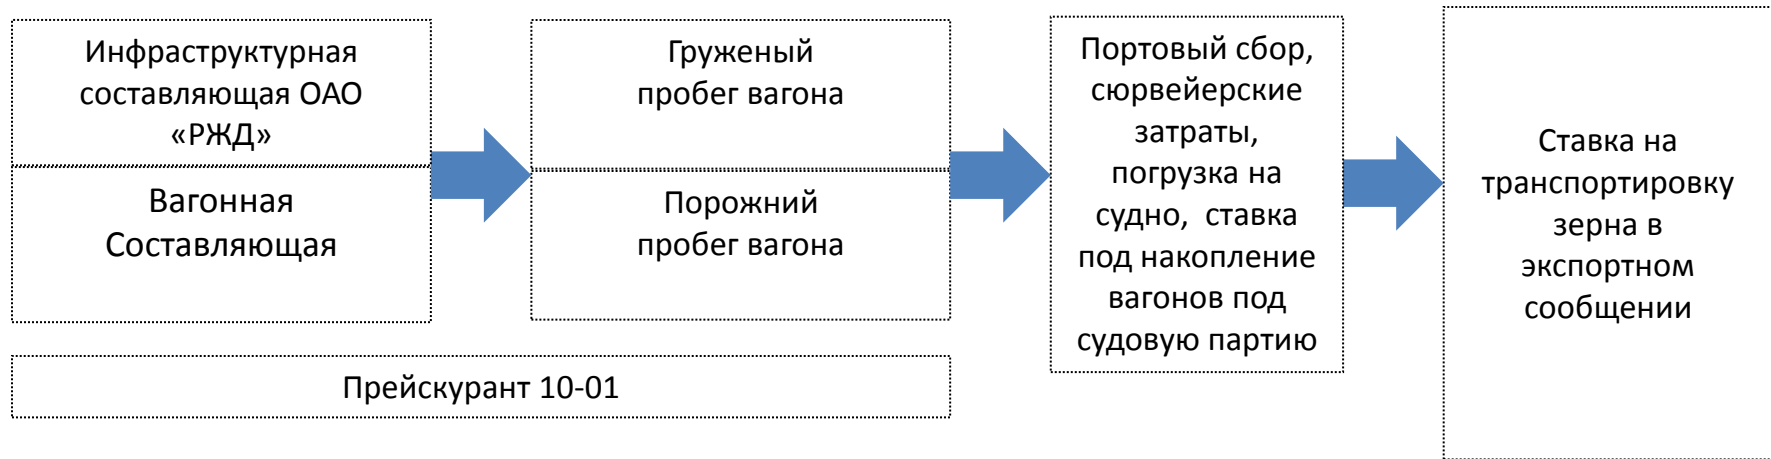 Инфраструктурная
составляющая ОАО
«РЖД»
Вагонная
Составляющая
Груженый
пробег вагона
Порожний
пробег вагона
Прейскурант 10-01
Портовый сбор,
сюрвейерские
затраты,
погрузка на
судно, ставка
под накопление
вагонов под
судовую партию
Ставка на
транспортировку
зерна в
экспортном
сообщении